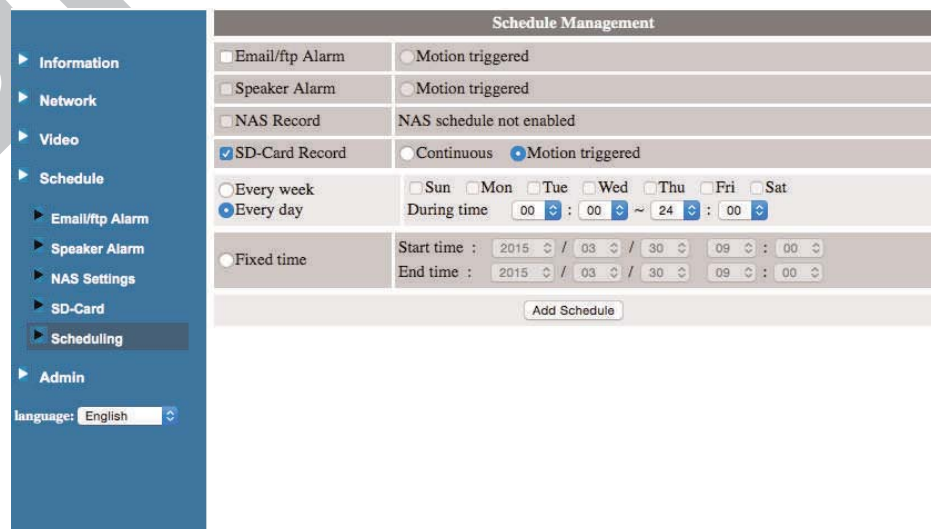 Information
Network
Video
Schedule
Email/ftp Alarm
Speaker Alarm
NAS Settings
SD-Card
Scheduling
Admin
language: English
Schedule Management
Email/ftp Alarm Motion triggered
Speaker Alarm Motion triggered
NAS Record NAS schedule not enabled
SD-Card Record Continuous Motion triggered
Every week Sun Mon Tue Wed Thu Fri Sat
Every day During time 00 : 00 ~ 24 : 00
Fixed time
Start time : 2015 / 03 / 30 09 : 00
End time : 2015 / 03 / 30 09 : 00
Add Schedule